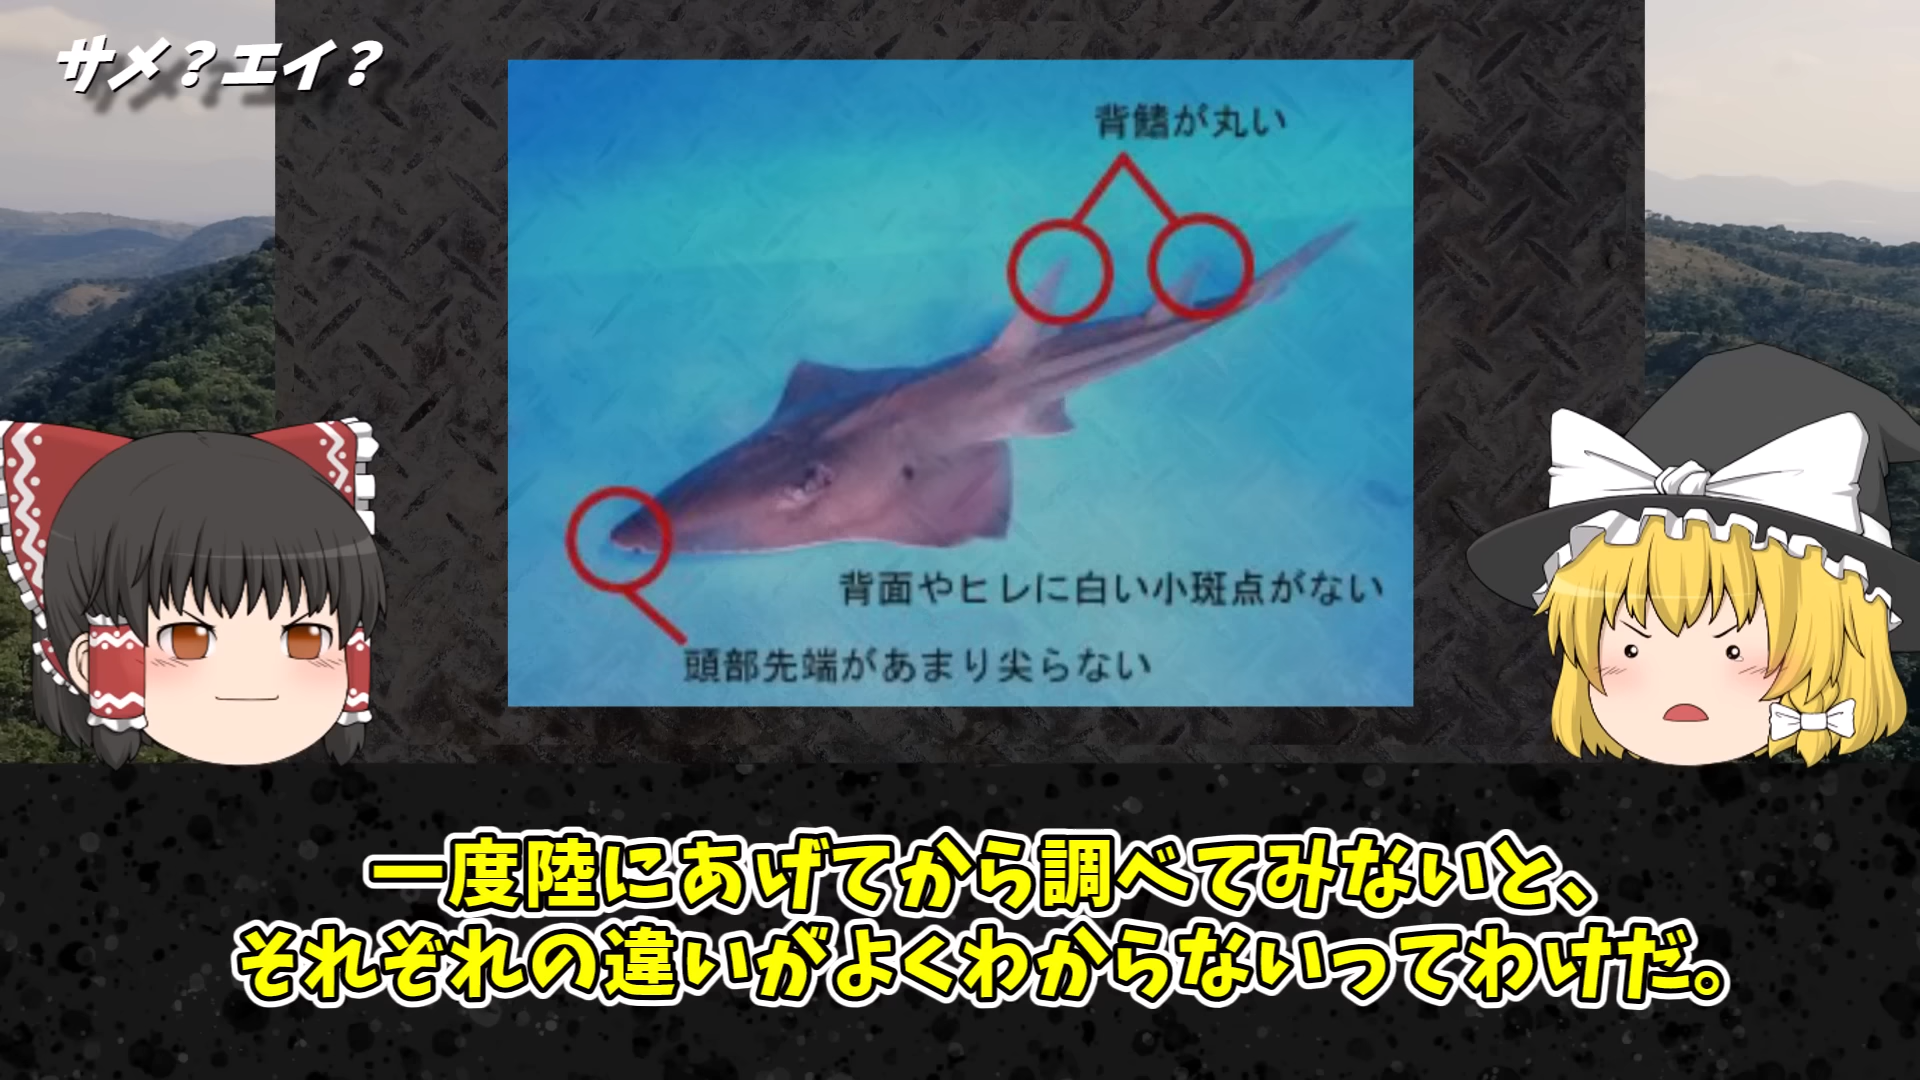 サメ？エイ？
背鰭が丸い
背面やヒレに白い小斑点がない
頭部先端があまり尖らない
一度陸にあげてから調べてみないと、
それぞれの違いがよくわからないってわけだ。